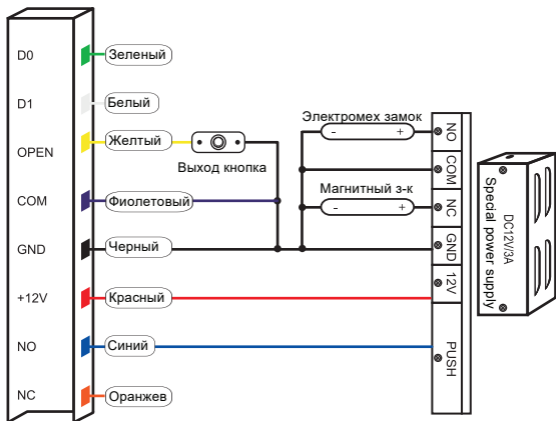 D0
Зеленый
D1
Белый
OPEN
Желтый
Выход кнопка
COM
Фиолетовый
GND
Черный
+12V
Красный
NO
Синий
NC
Оранжев
Электромех замок
- +
Магнитный з-к
- +
NO
COM
NC
GND
12V
PUSH
DC12V/3A
Special power supply